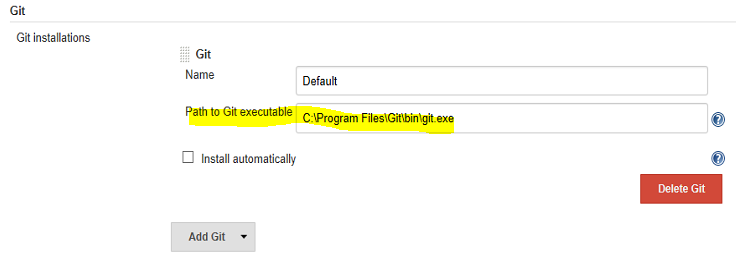 Git
Git installations
Git
Name
Default
Path to Git executable
C:\Program Files\Git\bin\git.exe
?
Install automatically
?
Delete Git
Add Git